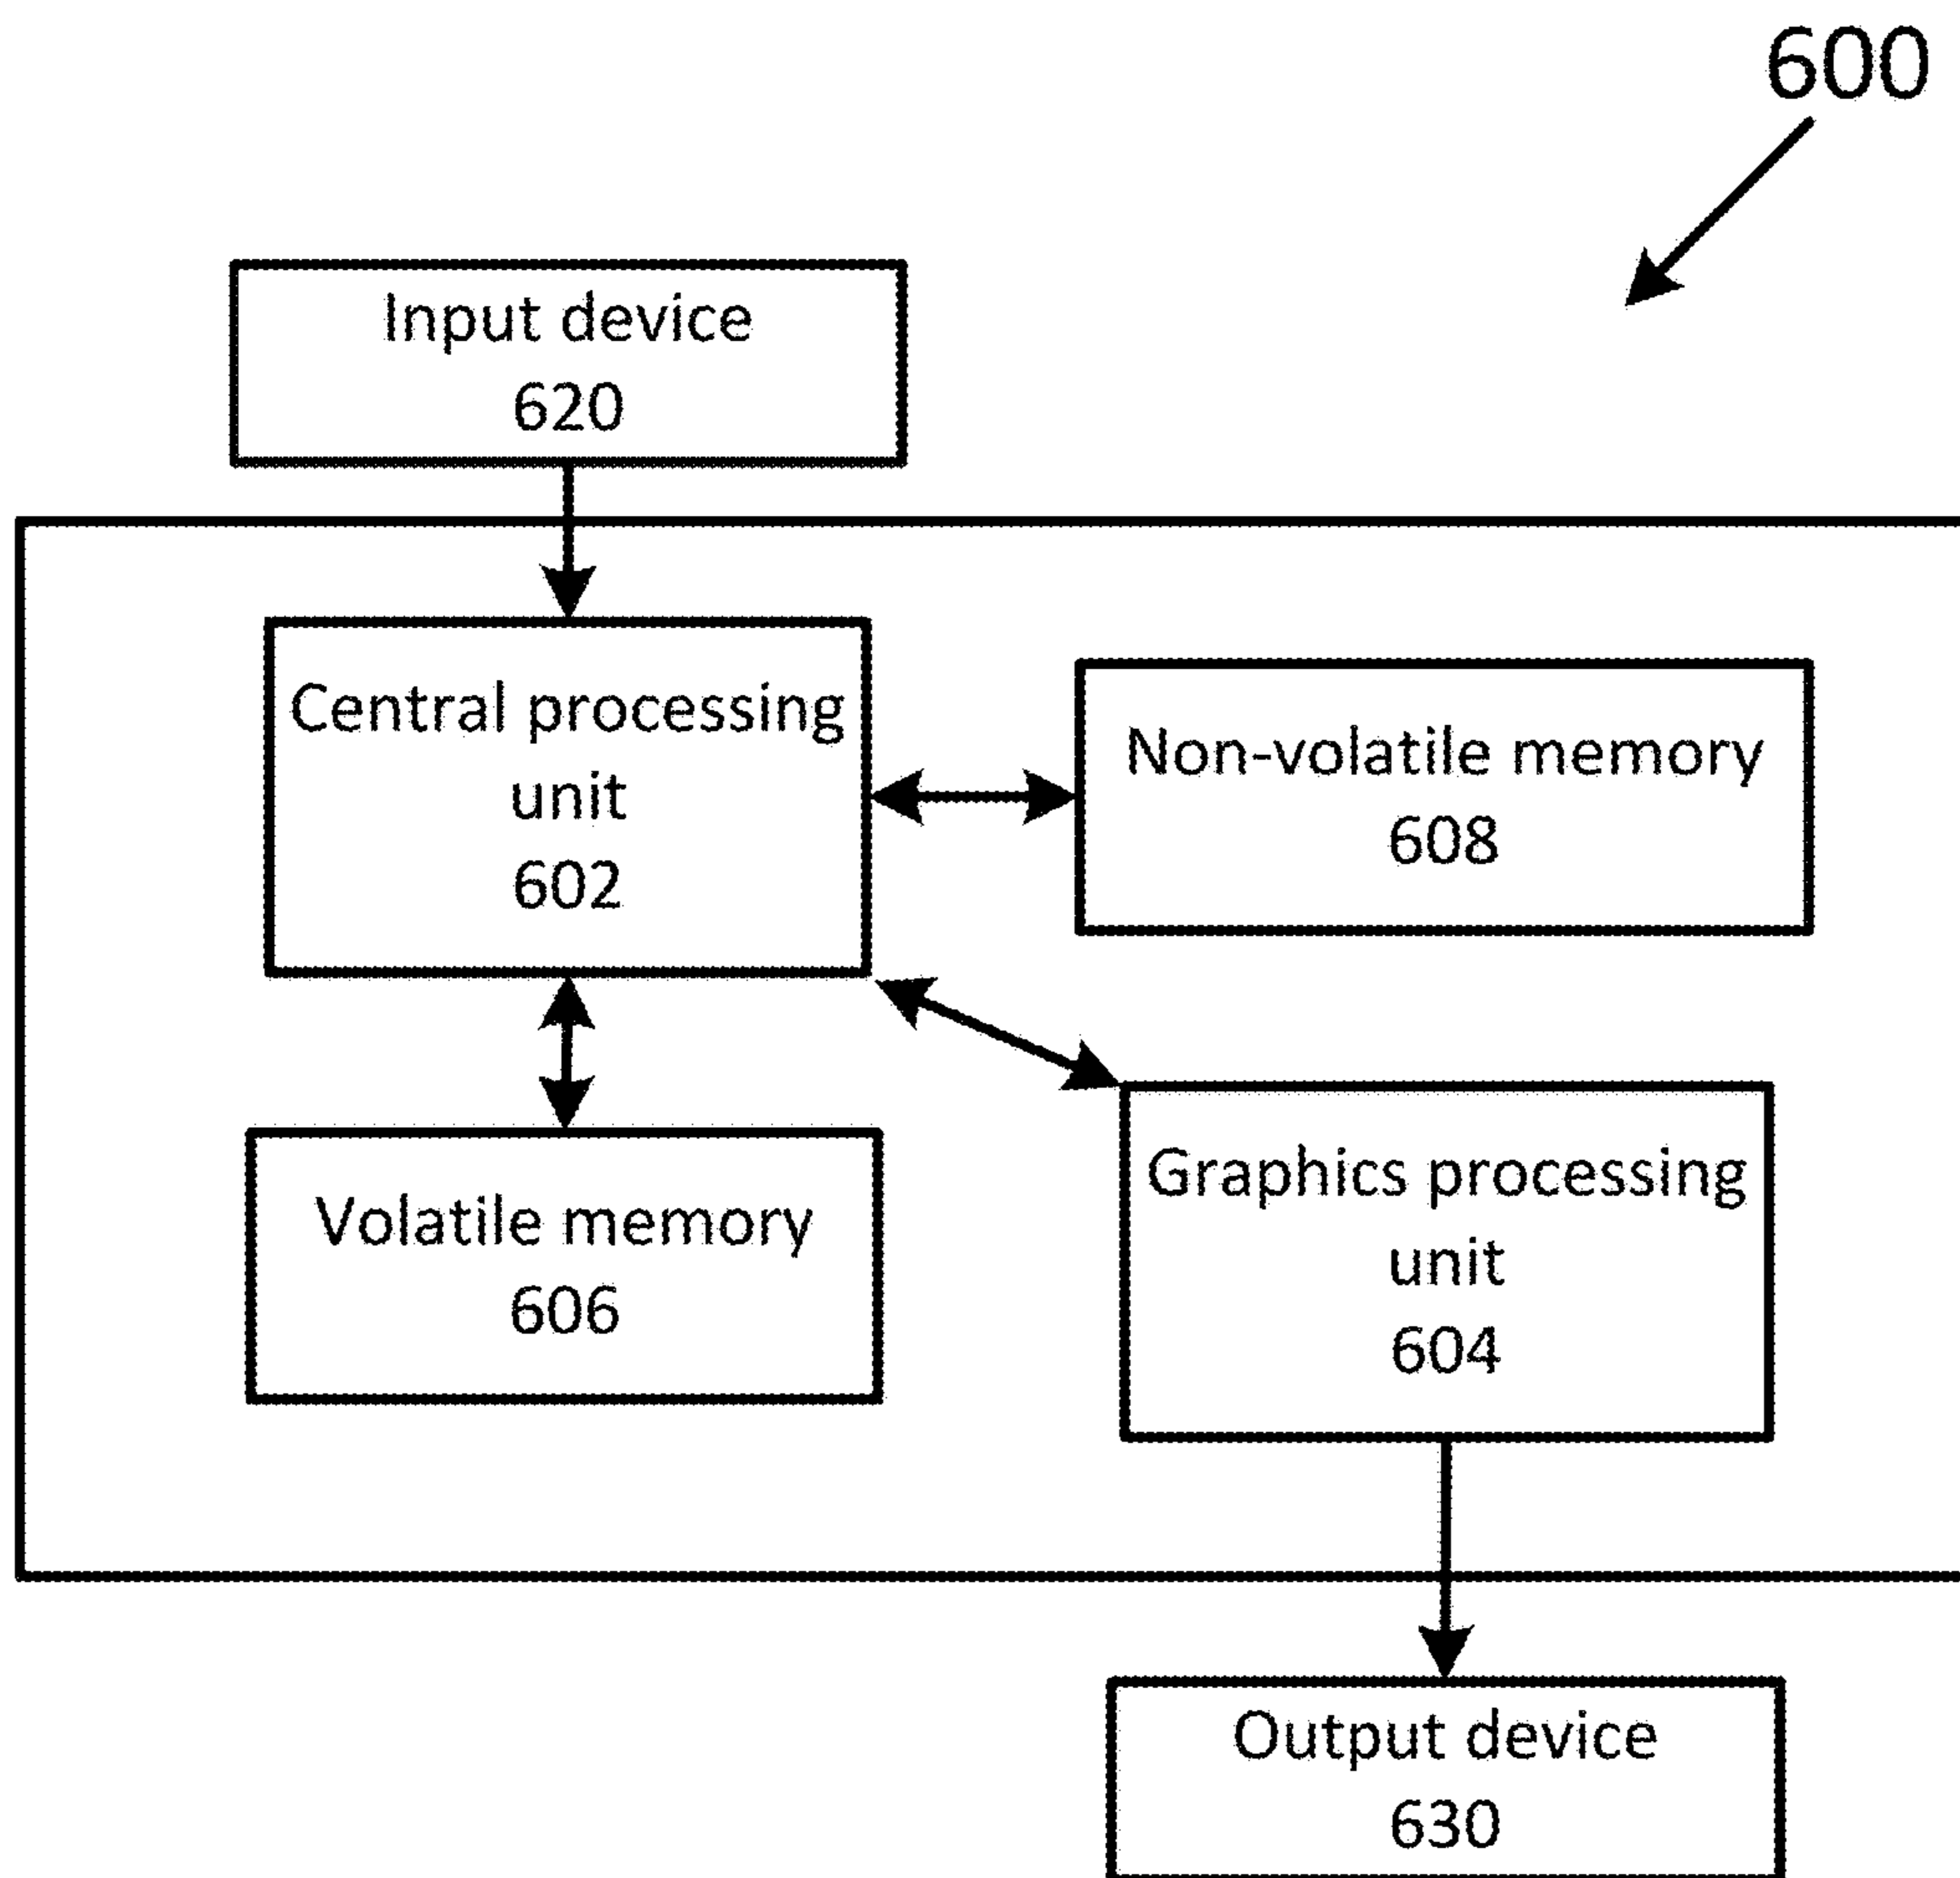 600
Input device
620
Central processing
unit
602
Non-volatile memory
608
Volatile memory
606
Graphics processing
unit
604
Output device
630